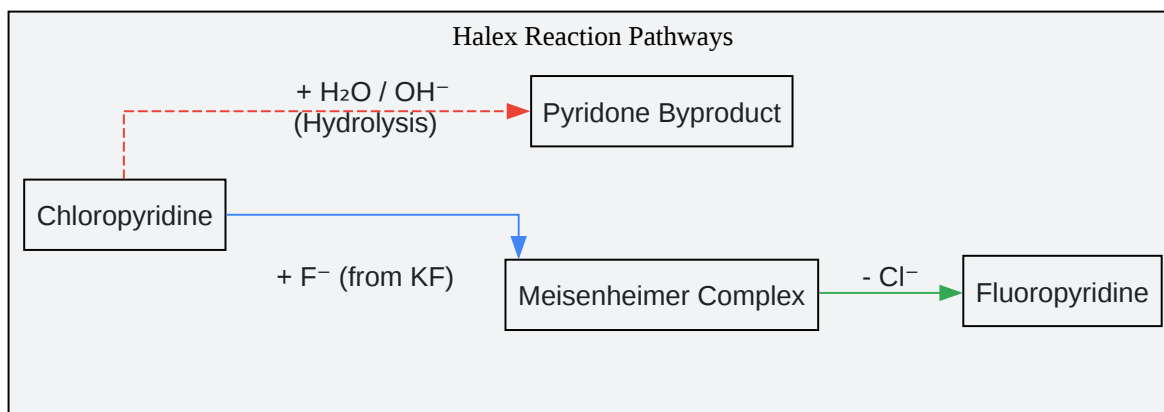 Halex Reaction Pathways
+ H₂O / OH⁻
(Hydrolysis)
Pyridone Byproduct
Chloropyridine
+ F⁻ (from KF)
Meisenheimer Complex
- Cl⁻
Fluoropyridine